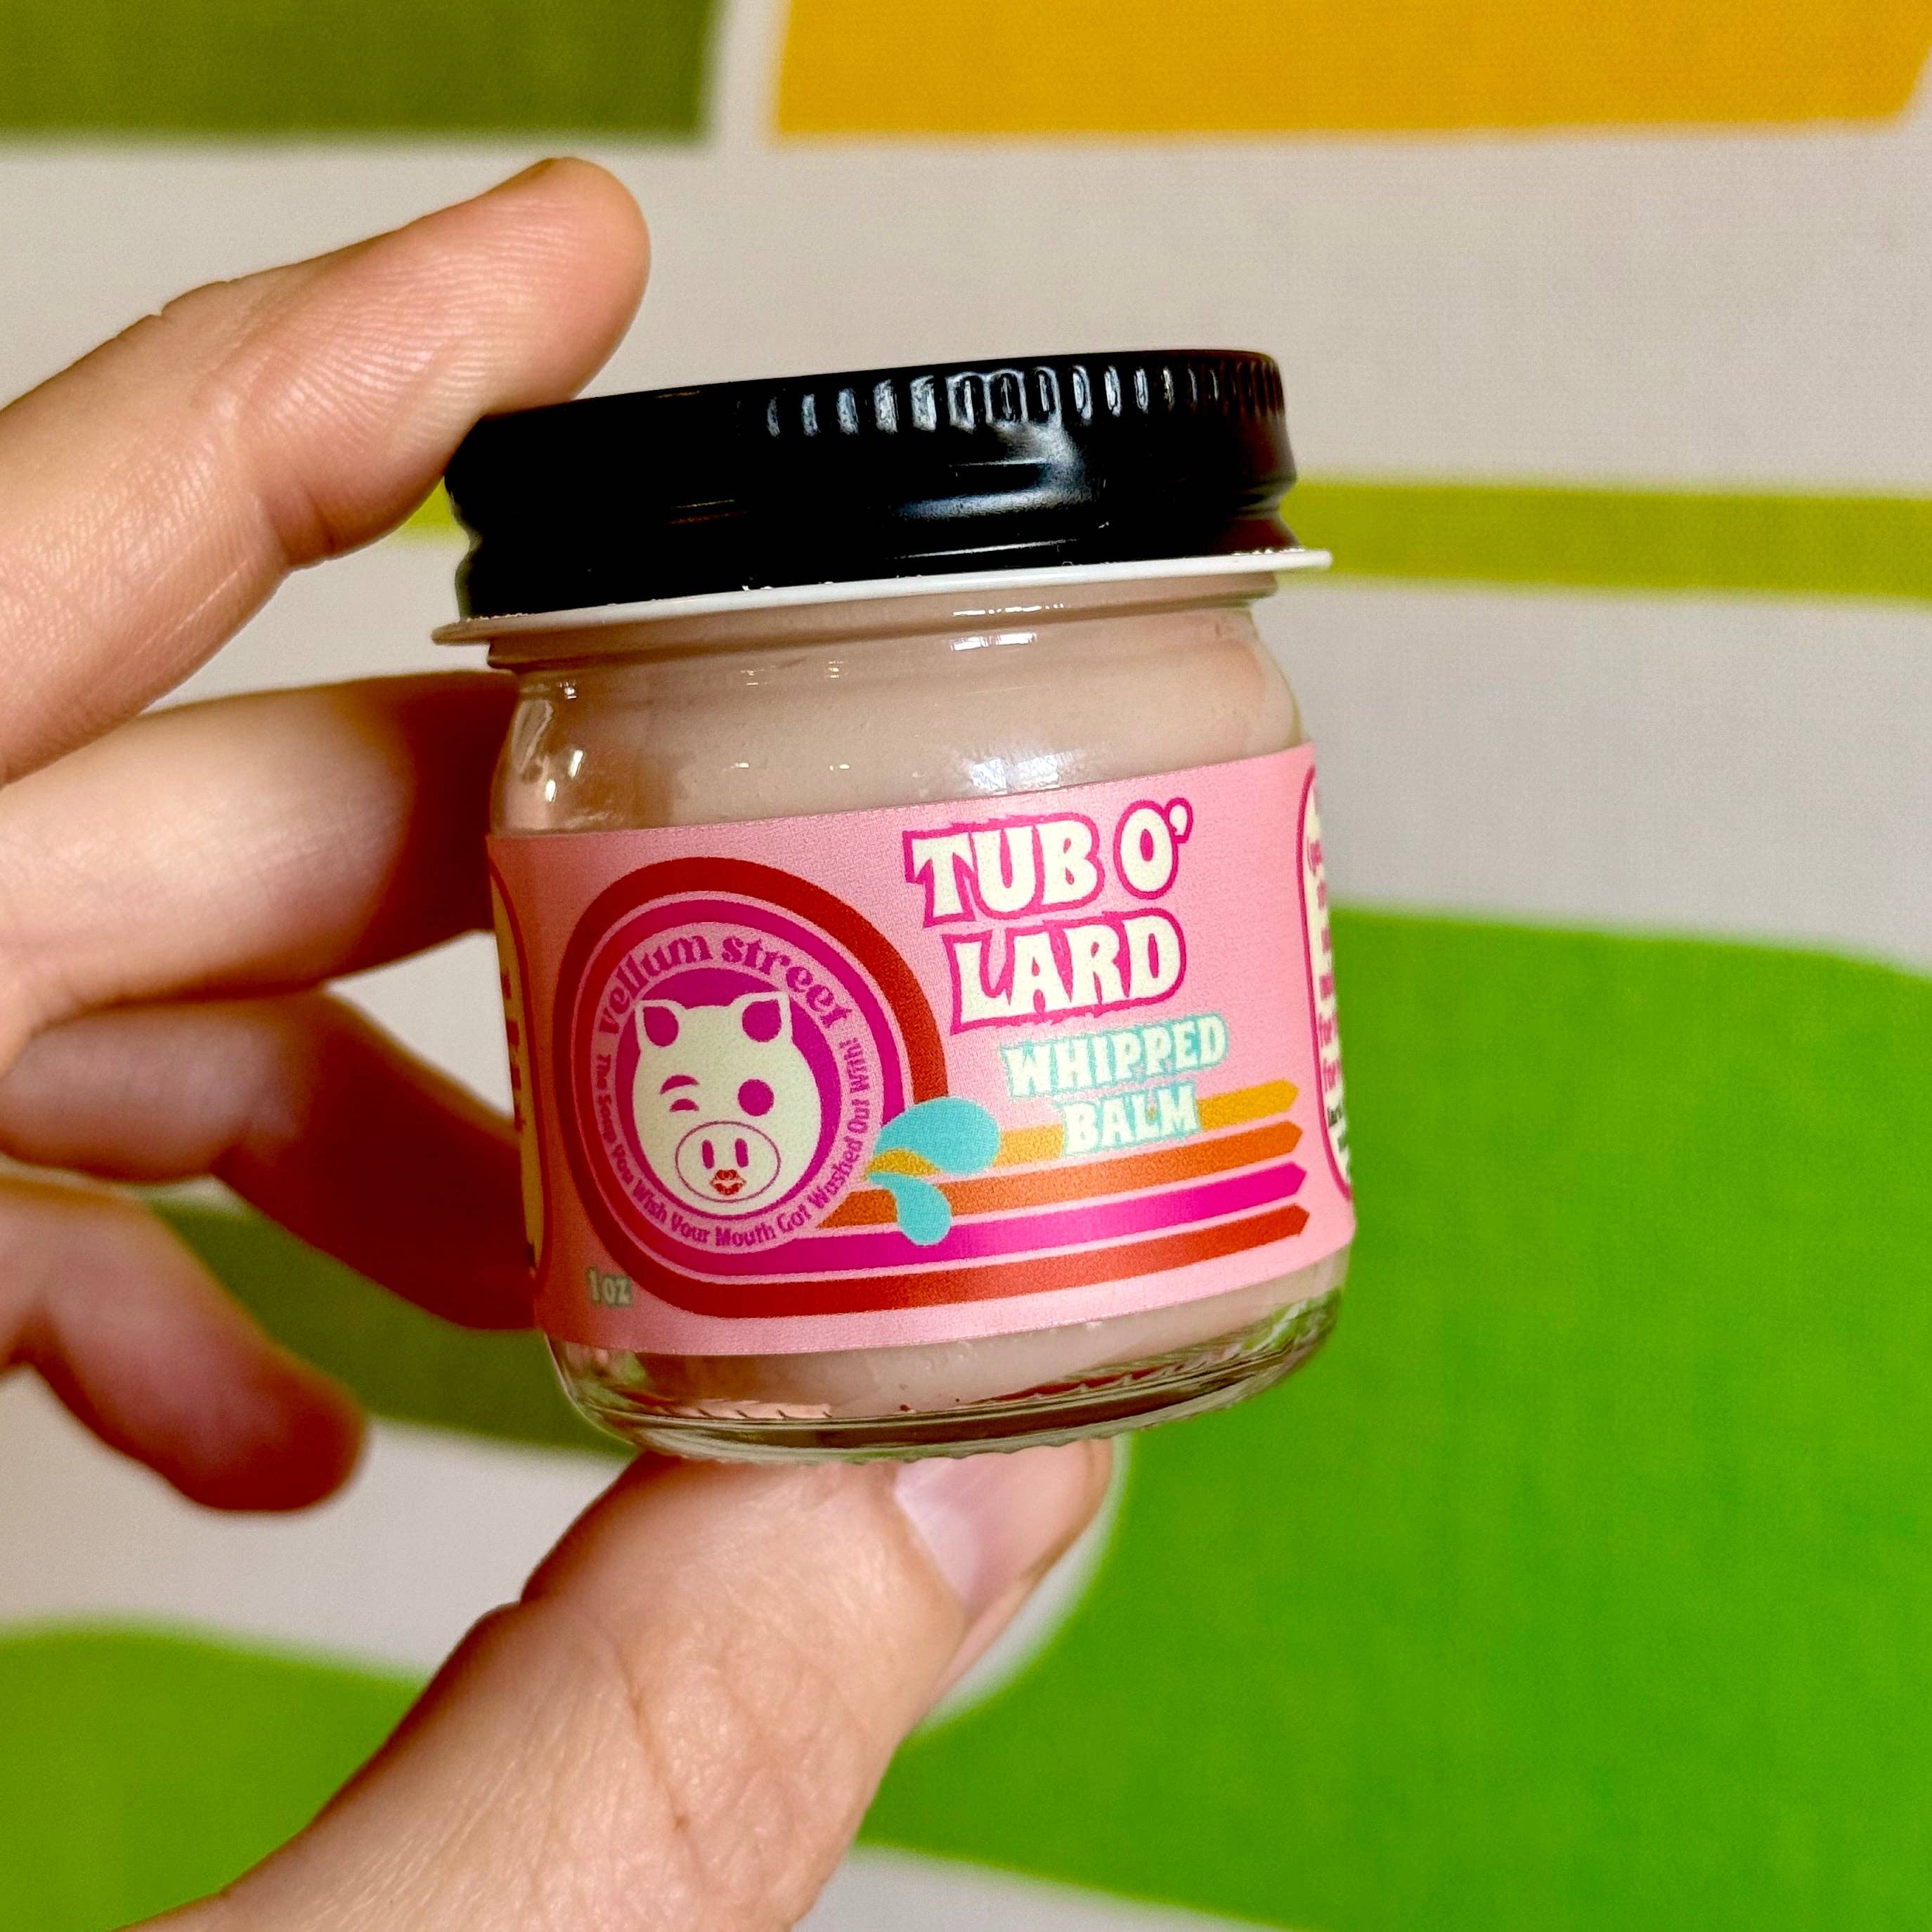 TUB O'
LARD
WHIPPED
BALM
vellum street
The Soap You Wish Your Mouth Got Washed Out With!
1 oz